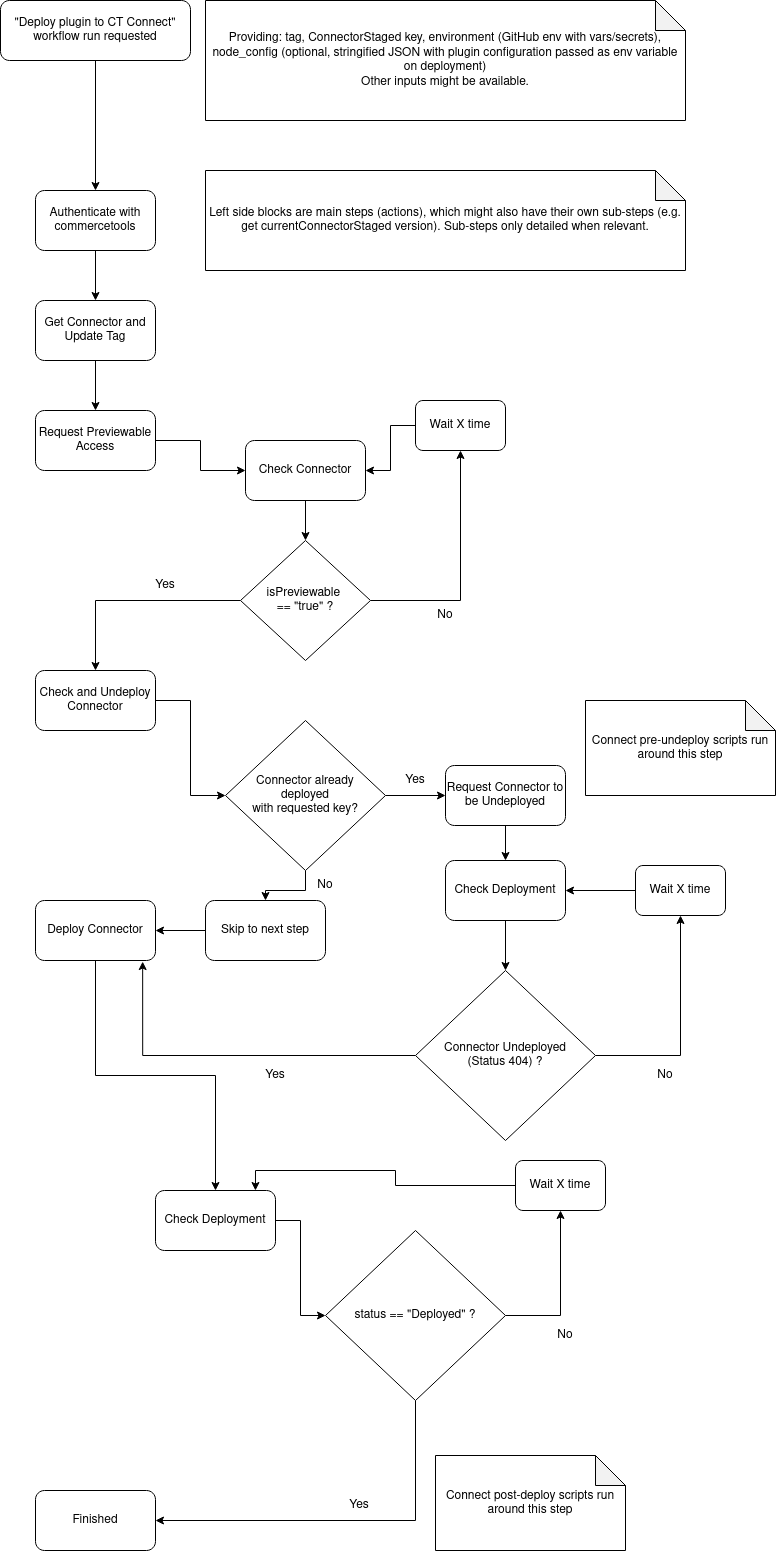 "Deploy plugin to CT Connect"
workflow run requested
Providing: tag, ConnectorStaged key, environment (GitHub env with vars/secrets),
node_config (optional, stringified JSON with plugin configuration passed as env variable
on deployment)
Other inputs might be available.
Authenticate with
commercetools
Left side blocks are main steps (actions), which might also have their own sub-steps (e.g.
get currentConnectorStaged version). Sub-steps only detailed when relevant.
Get Connector and
Update Tag
Request Previewable
Access
Wait X time
Check Connector
isPreviewable
== "true" ?
Yes
No
Check and Undeploy
Connector
Connect pre-undeploy scripts run
around this step
Connector already
deployed
with requested key?
Yes
Request Connector to
be Undeployed
No
Check Deployment
Wait X time
Deploy Connector
Skip to next step
Connector Undeployed
(Status 404) ?
Yes
No
Wait X time
Check Deployment
status == "Deployed" ?
No
Connect post-deploy scripts run
around this step
Yes
Finished